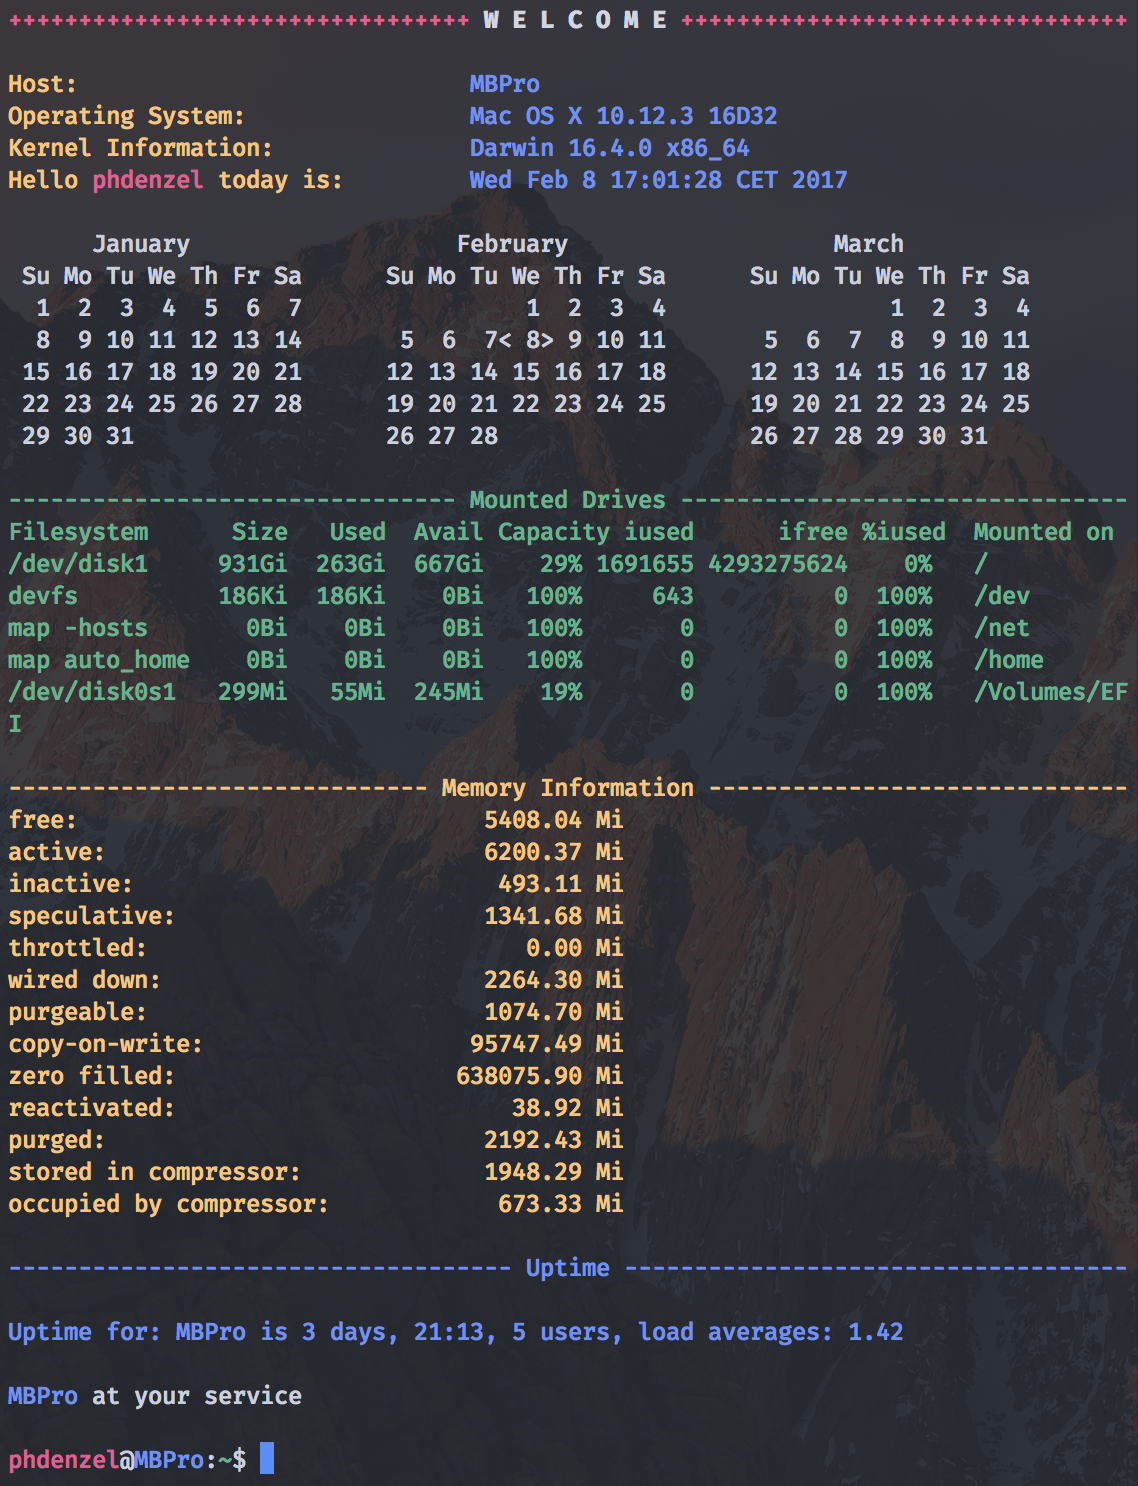 +++++++++++++++++++++++++++++++++ W E L C O M E ++++++++++++++++++++++++++++++++
Host:                            MBPro
Operating System:                Mac OS X 10.12.3 16D32
Kernel Information:              Darwin 16.4.0 x86_64
Hello phdenzel today is:         Wed Feb 8 17:01:28 CET 2017
      January                   February                   March
 Su Mo Tu We Th Fr Sa      Su Mo Tu We Th Fr Sa      Su Mo Tu We Th Fr Sa
  1  2  3  4  5  6  7                1  2  3  4                1  2  3  4
  8  9 10 11 12 13 14       5  6  7< 8> 9 10 11       5  6  7  8  9 10 11
 15 16 17 18 19 20 21      12 13 14 15 16 17 18      12 13 14 15 16 17 18
 22 23 24 25 26 27 28      19 20 21 22 23 24 25      19 20 21 22 23 24 25
 29 30 31                  26 27 28                  26 27 28 29 30 31
-------------------------------- Mounted Drives --------------------------------
Filesystem      Size   Used  Avail Capacity iused      ifree %iused  Mounted on
/dev/disk1     931Gi  263Gi  667Gi    29% 1691655 4293275624    0%   /
devfs          186Ki  186Ki    0Bi   100%     643          0  100%   /dev
map -hosts       0Bi    0Bi    0Bi   100%       0          0  100%   /net
map auto_home    0Bi    0Bi    0Bi   100%       0          0  100%   /home
/dev/disk0s1   299Mi   55Mi  245Mi    19%       0          0  100%   /Volumes/EF
I
------------------------------ Memory Information ------------------------------
free:                             5408.04 Mi
active:                           6200.37 Mi
inactive:                          493.11 Mi
speculative:                      1341.68 Mi
throttled:                           0.00 Mi
wired down:                       2264.30 Mi
purgeable:                        1074.70 Mi
copy-on-write:                   95747.49 Mi
zero filled:                    638075.90 Mi
reactivated:                        38.92 Mi
purged:                           2192.43 Mi
stored in compressor:             1948.29 Mi
occupied by compressor:            673.33 Mi
------------------------------------ Uptime ------------------------------------
Uptime for: MBPro is 3 days, 21:13, 5 users, load averages: 1.42
MBPro at your service
phdenzel@MBPro:~$